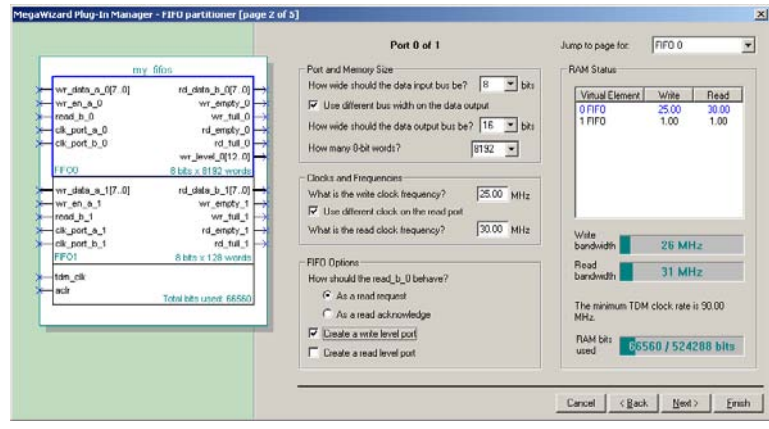 MegaWizard Plug-In Manager - FIFO partitioner [page 2 of 5]
my_fifos
wr_data_a_0[7..0] rd_data_b_0[7..0]
wr_en_a_0 wr_empty_0
read_b_0 wr_full_0
clk_port_a_0 rd_empty_0
clk_port_b_0 rd_full_0
wr_level_0[12..0]
FIFO0 8 bits x 8192 words
wr_data_a_1[7..0] rd_data_b_1[7..0]
wr_en_a_1 wr_empty_1
read_b_1 wr_full_1
clk_port_a_1 rd_empty_1
clk_port_b_1 rd_full_1
FIFO1 8 bits x 128 words
tdm_clk
aclr
Total bits used: 66560
Port 0 of 1
Port and Memory Size
How wide should the data input bus be? 8 bits
Use different bus width on the data output
How wide should the data output bus be? 16 bits
How many 8-bit words? 8192
Clocks and Frequencies
What is the write clock frequency? 25.00 MHz
Use different clock on the read port
What is the read clock frequency? 30.00 MHz
FIFO Options
How should the read_b_0 behave?
As a read request
As a read acknowledge
Create a write level port
Create a read level port
Jump to page for: FIFO 0
RAM Status
Virtual Element Write Read
0 FIFO 25.00 30.00
1 FIFO 1.00 1.00
Write
bandwidth 26 MHz
Read
bandwidth 31 MHz
The minimum TDM clock rate is 90.00
MHz.
RAM bits
used 66560 / 524288 bits
Cancel < Back Next > Finish